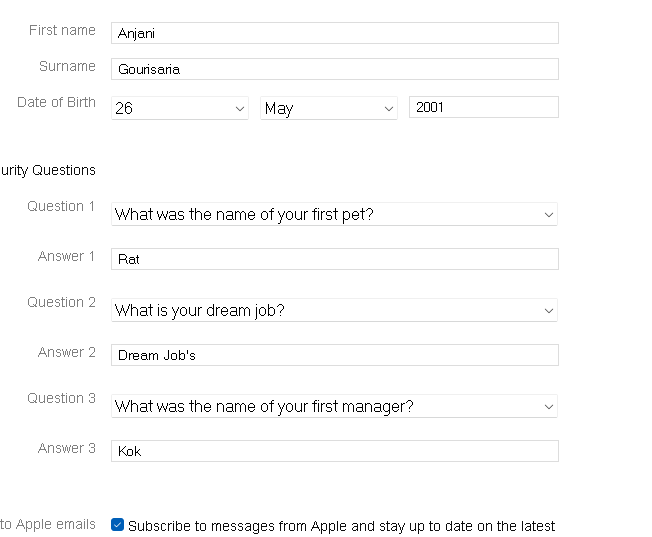 First name Anjani
Surname Gourisaria
Date of Birth 26 May 2001
urity Questions
Question 1 What was the name of your first pet?
Answer 1 Rat
Question 2 What is your dream job?
Answer 2 Dream Job's
Question 3 What was the name of your first manager?
Answer 3 Kok
to Apple emails Subscribe to messages from Apple and stay up to date on the latest